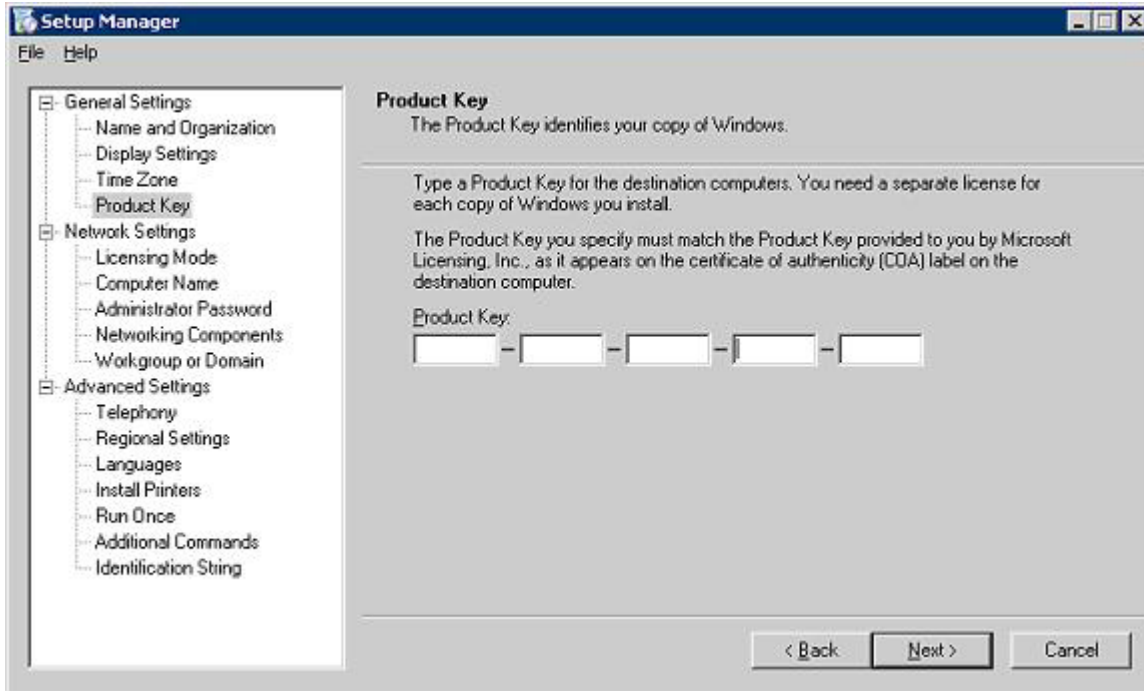 Setup Manager
File Help
General Settings
Name and Organization
Display Settings
Time Zone
Product Key
Network Settings
Licensing Mode
Computer Name
Administrator Password
Networking Components
Workgroup or Domain
Advanced Settings
Telephony
Regional Settings
Languages
Install Printers
Run Once
Additional Commands
Identification String
Product Key
The Product Key identifies your copy of Windows.
Type a Product Key for the destination computers. You need a separate license for
each copy of Windows you install.
The Product Key you specify must match the Product Key provided to you by Microsoft
Licensing, Inc., as it appears on the certificate of authenticity (COA) label on the
destination computer.
Product Key:
< Back Next > Cancel